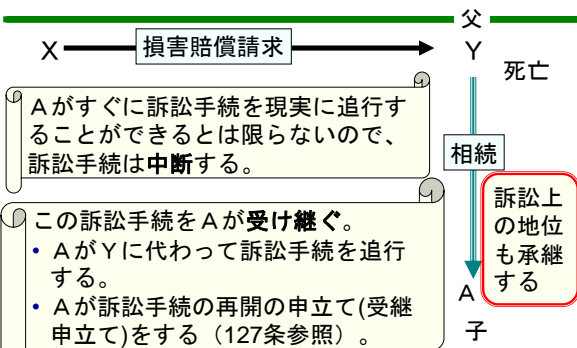 父
X
損害賠償請求
Y
死亡
Aがすぐに訴訟手続を現実に追行す
ることができるとは限らないので、
訴訟手続は中断する。
相続
訴訟上
の地位
も承継
する
この訴訟手続をAが受け継ぐ。
• AがYに代わって訴訟手続を追行
する。
• Aが訴訟手続の再開の申立て(受継
申立て)をする（127条参照）。
A
子